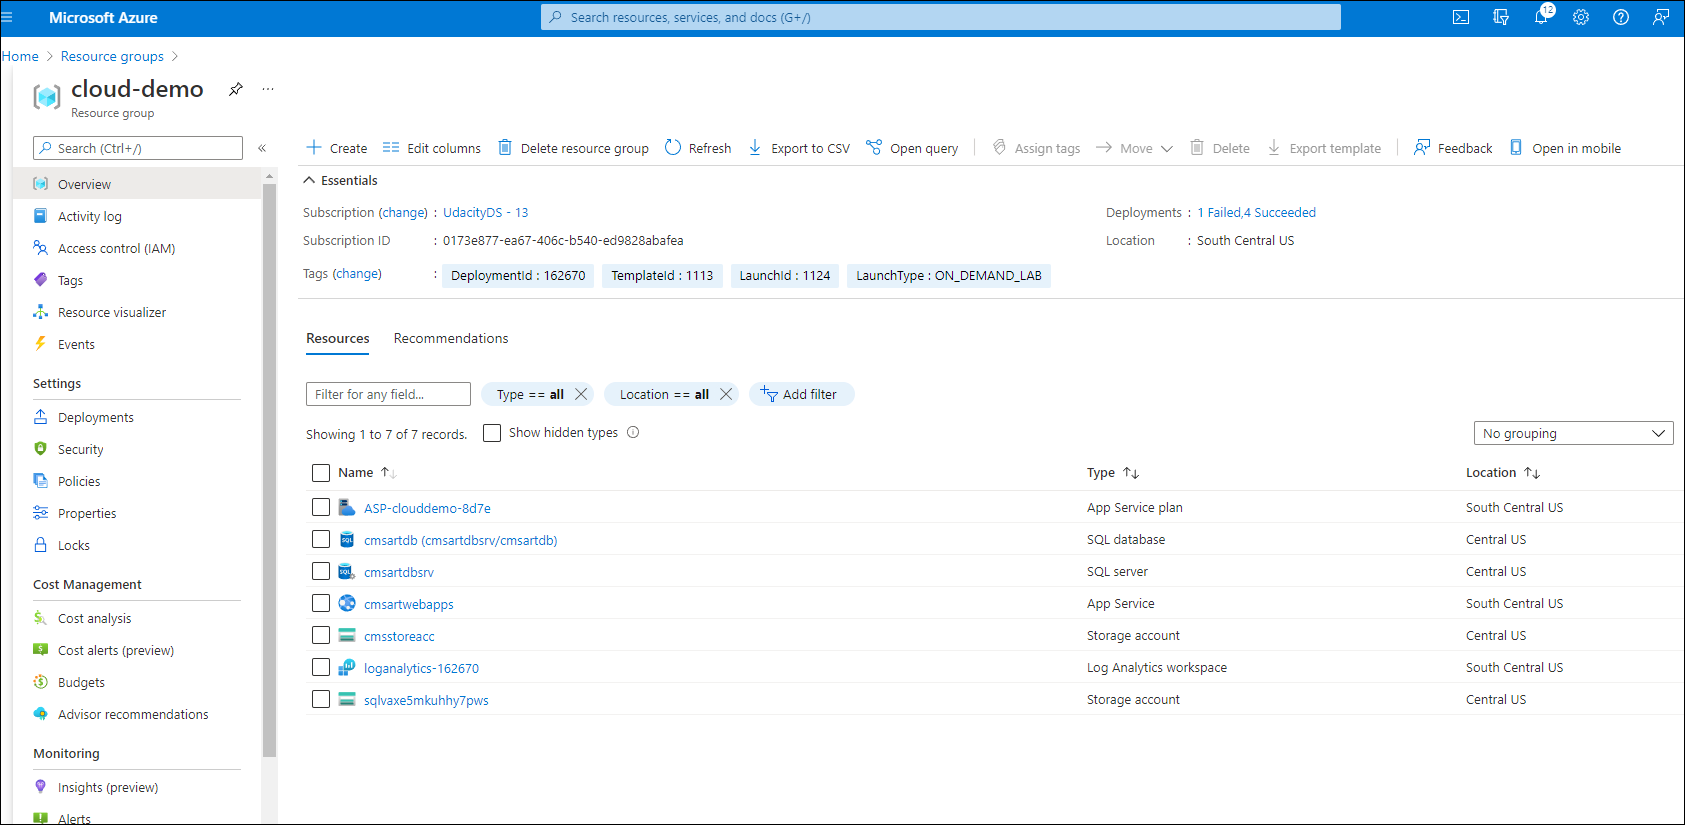 Microsoft Azure
Search resources, services, and docs (G+/)
12
Home > Resource groups >
cloud-demo
Resource group
Search (Ctrl+/)
«
Overview
Activity log
Access control (IAM)
Tags
Resource visualizer
Events
Settings
Deployments
Security
Policies
Properties
Locks
Cost Management
Cost analysis
Cost alerts (preview)
Budgets
Advisor recommendations
Monitoring
Insights (preview)
Alerts
Create Edit columns Delete resource group Refresh Export to CSV Open query Assign tags Move Delete Export template Feedback Open in mobile
Essentials
Subscription (change) : UdacityDS - 13
Subscription ID : 0173e877-ea67-406c-b540-ed9828abafea
Tags (change) : DeploymentId : 162670 TemplateId : 1113 LaunchId : 1124 LaunchType : ON_DEMAND_LAB
Deployments : 1 Failed,4 Succeeded
Location : South Central US
Resources Recommendations
Filter for any field... Type == all Location == all Add filter
Showing 1 to 7 of 7 records. Show hidden types No grouping
Name Type Location
ASP-clouddemo-8d7e App Service plan South Central US
cmsartdb (cmsartdbsrv/cmsartdb) SQL database Central US
cmsartdbsrv SQL server Central US
cmsartwebapps App Service South Central US
cmsstoreacc Storage account Central US
loganalytics-162670 Log Analytics workspace South Central US
sqlvaxe5mkuhhy7pws Storage account Central US